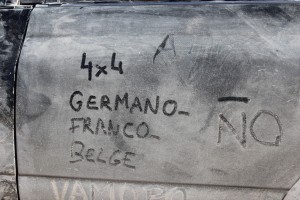 A
4x4
GERMANO-
FRANCO-
BELGE
NO